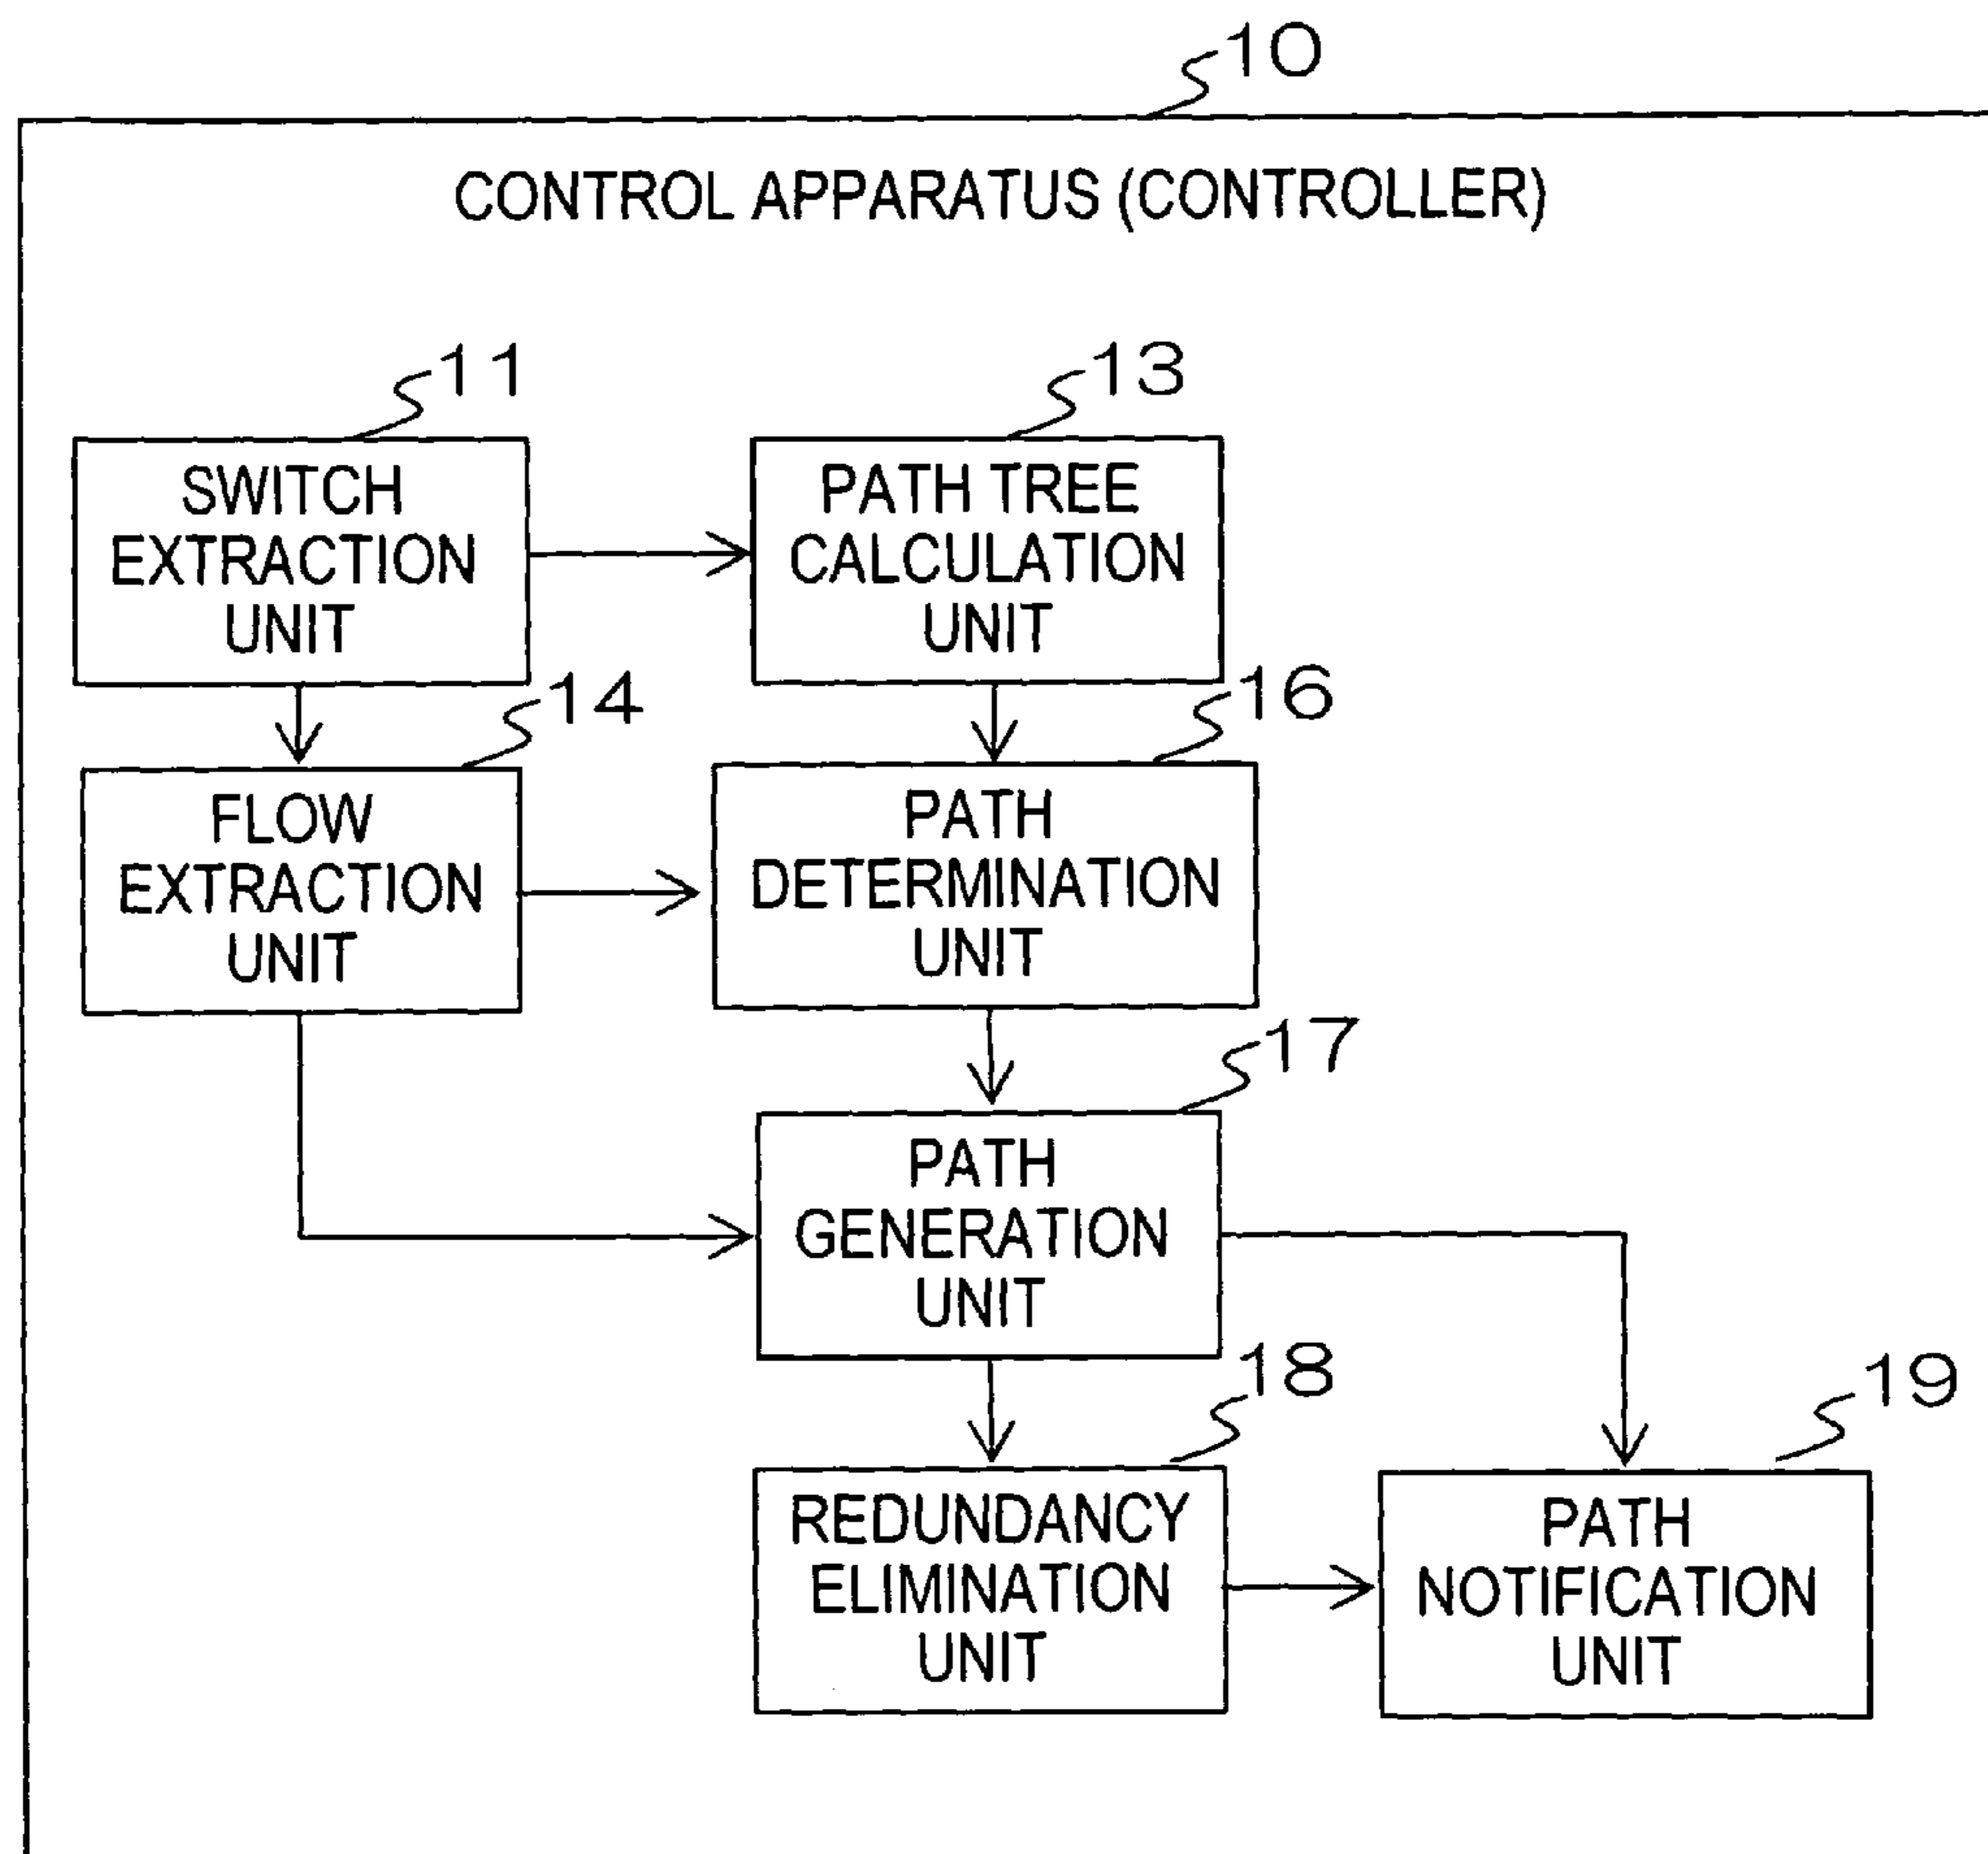 10
CONTROL APPARATUS (CONTROLLER)
11
SWITCH
EXTRACTION
UNIT
13
PATH TREE
CALCULATION
UNIT
14
FLOW
EXTRACTION
UNIT
16
PATH
DETERMINATION
UNIT
17
PATH
GENERATION
UNIT
18
REDUNDANCY
ELIMINATION
UNIT
19
PATH
NOTIFICATION
UNIT